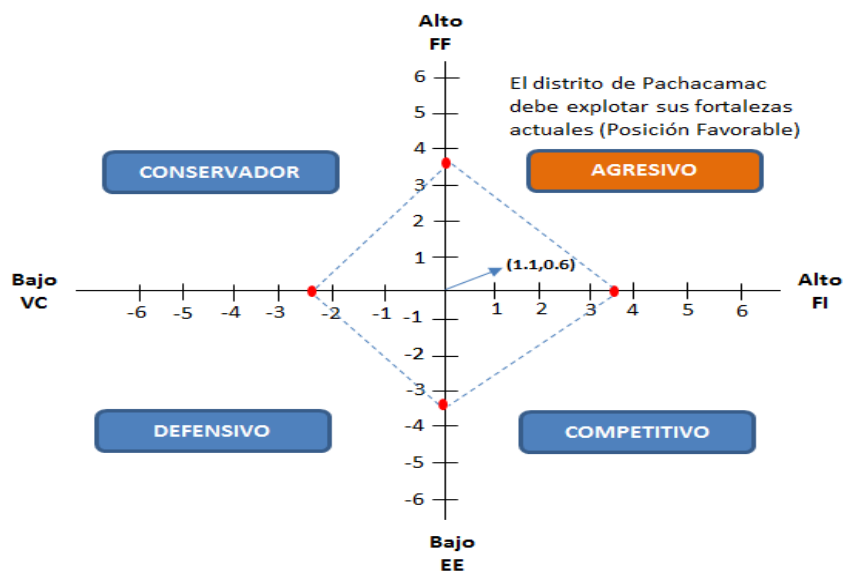 Alto
FF
6
El distrito de Pachacamac
debe explotar sus fortalezas
actuales (Posición Favorable)
5
4
CONSERVADOR
AGRESIVO
3
2
1
(1.1,0.6)
Bajo
VC
Alto
FI
-6 -5 -4 -3 -2 -1 1 2 3 4 5 6
-1
-2
-3
DEFENSIVO
COMPETITIVO
-4
-5
-6
Bajo
EE